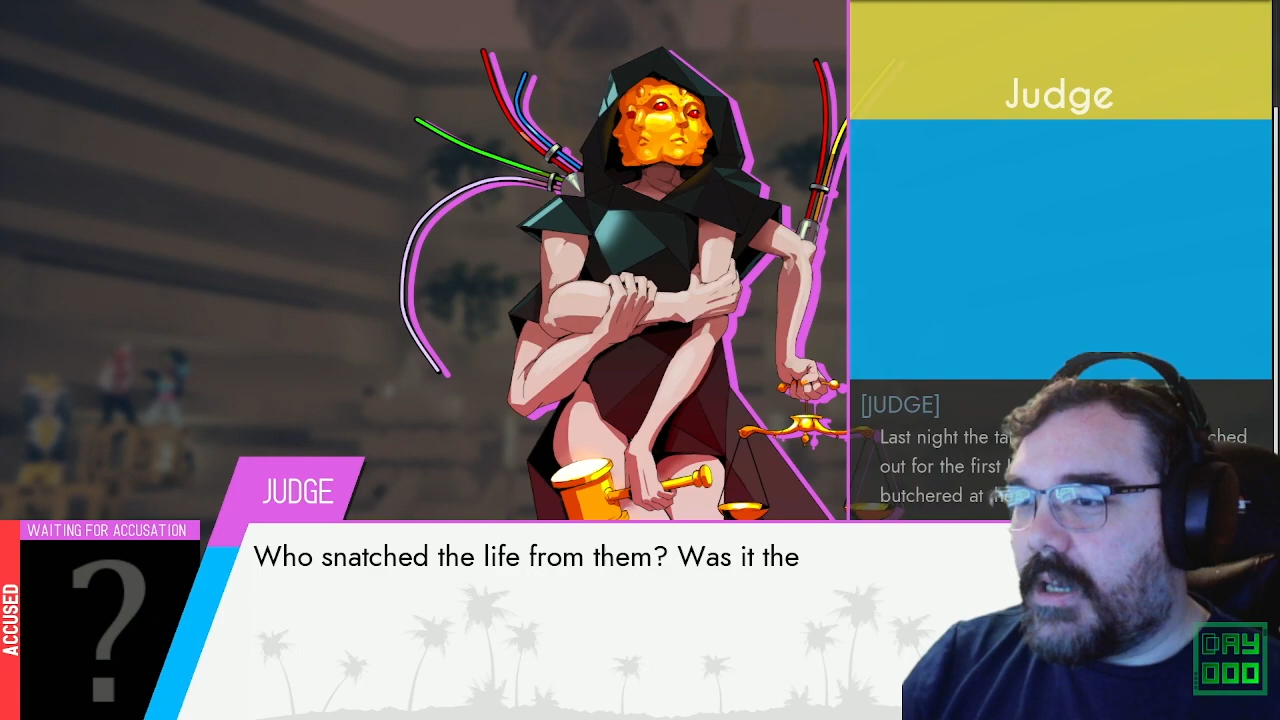 Judge
[JUDGE]
Last night the ched
out for the first
butchered at
JUDGE
WAITING FOR ACCUSATION
ACCUSED
Who snatched the life from them? Was it the
DAY
000